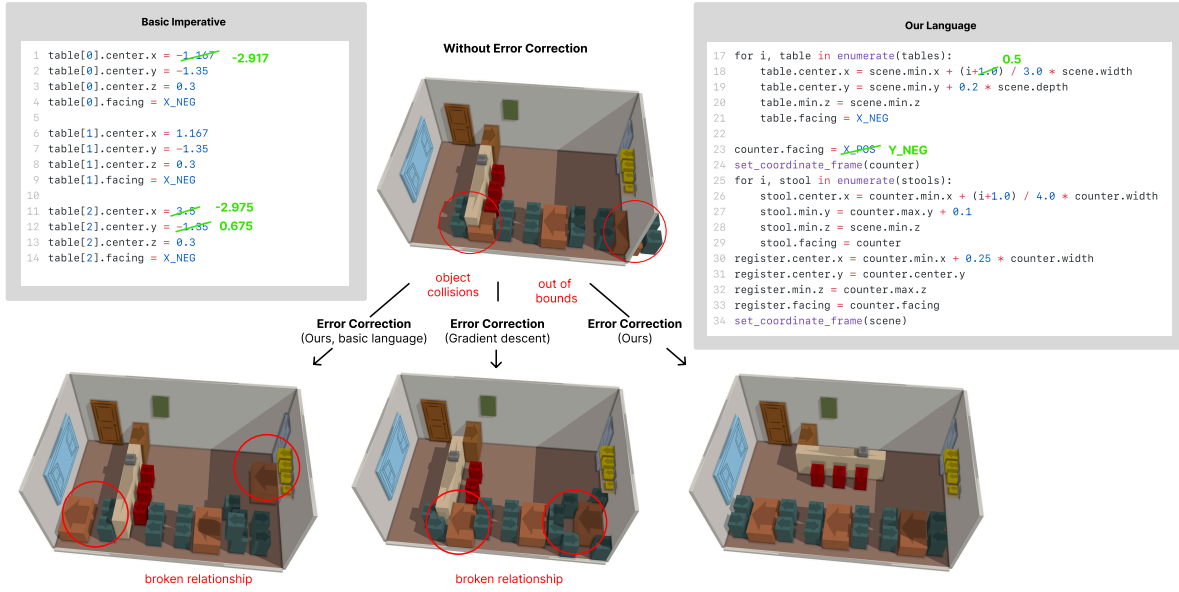 Basic Imperative
1 table[0].center.x = -1.167 -2.917
2 table[0].center.y = -1.35
3 table[0].center.z = 0.3
4 table[0].facing = X_NEG
5
6 table[1].center.x = 1.167
7 table[1].center.y = -1.35
8 table[1].center.z = 0.3
9 table[1].facing = X_NEG
10
11 table[2].center.x = 3.5 -2.975
12 table[2].center.y = -1.35 0.675
13 table[2].center.z = 0.3
14 table[2].facing = X_NEG
Without Error Correction
object
collisions
out of
bounds
Our Language
17 for i, table in enumerate(tables):
0.5
18 table.center.x = scene.min.x + (i+1.0) / 3.0 * scene.width
19 table.center.y = scene.min.y + 0.2 * scene.depth
20 table.min.z = scene.min.z
21 table.facing = X_NEG
22
23 counter.facing = X_POS Y_NEG
24 set_coordinate_frame(counter)
25 for i, stool in enumerate(stools):
26 stool.center.x = counter.min.x + (i+1.0) / 4.0 * counter.width
27 stool.min.y = counter.max.y + 0.1
28 stool.min.z = scene.min.z
29 stool.facing = counter
30 register.center.x = counter.min.x + 0.25 * counter.width
31 register.center.y = counter.center.y
32 register.min.z = counter.max.z
33 register.facing = counter.facing
34 set_coordinate_frame(scene)
Error Correction
(Ours, basic language)
Error Correction
(Gradient descent)
Error Correction
(Ours)
broken relationship
broken relationship